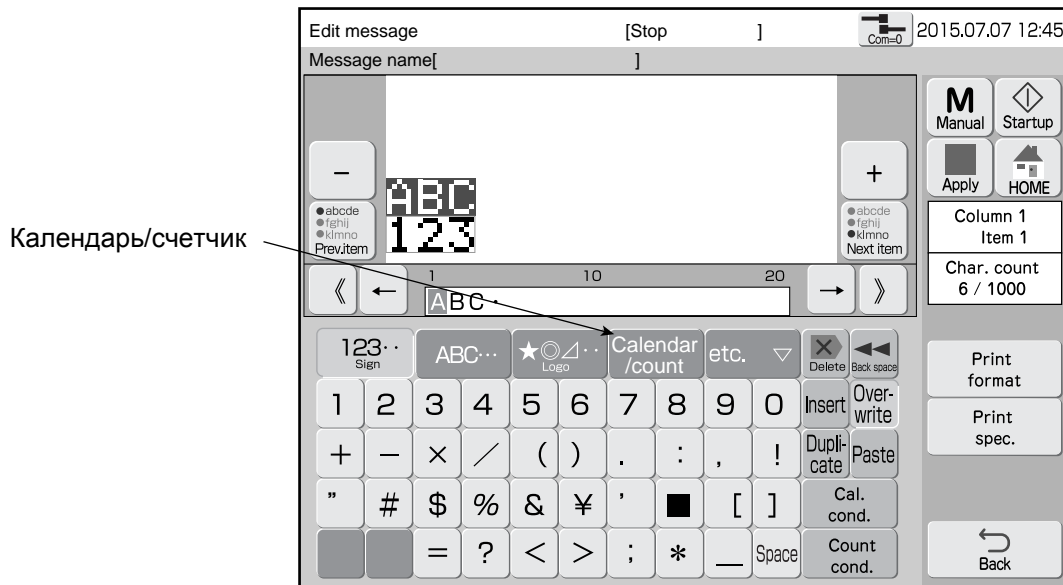 Edit message [Stop ] Com=0 2015.07.07 12:45
Message name[ ]
M
Manual
Startup
Apply
HOME
−
+
ABC
123
abcde
fghij
klmno
Prev.item
abcde
fghij
klmno
Next item
Column 1
Item 1
Char. count
6 / 1000
Календарь/счетчик
1 10 20
《 ← ABC· → 》
123··
Sign
ABC···
★◎⊿··
Logo
Calendar
/count
etc. ▽
Delete
Back space
1 2 3 4 5 6 7 8 9 0 Insert Over-
write
+ − × ／ ( ) . : , ! Dupli-
cate Paste
" # $ % & ¥ ' ■ [ ] Cal.
cond.
= ? < > ; * _ Space Count
cond.
Print
format
Print
spec.
Back